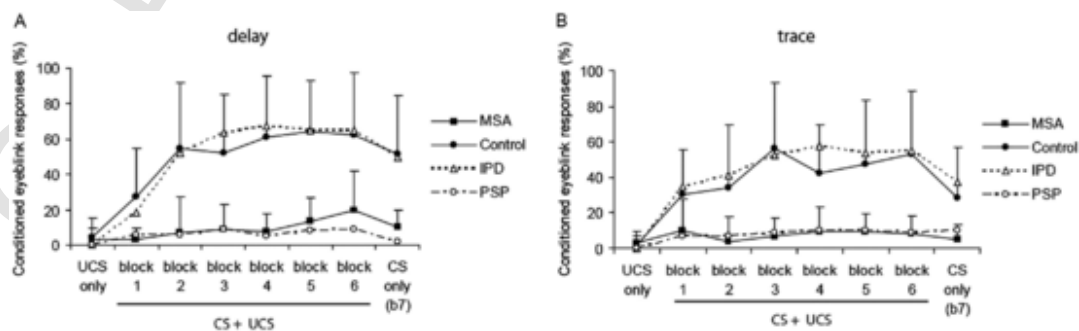 A
delay
Conditioned eyeblink responses (%)
100
80
60
40
20
0
UCS only
block 1
block 2
block 3
block 4
block 5
block 6
CS only (b7)
CS + UCS
MSA
Control
IPD
PSP
B
trace
Conditioned eyeblink responses (%)
100
80
60
40
20
0
UCS only
block 1
block 2
block 3
block 4
block 5
block 6
CS only (b7)
CS + UCS
MSA
Control
IPD
PSP